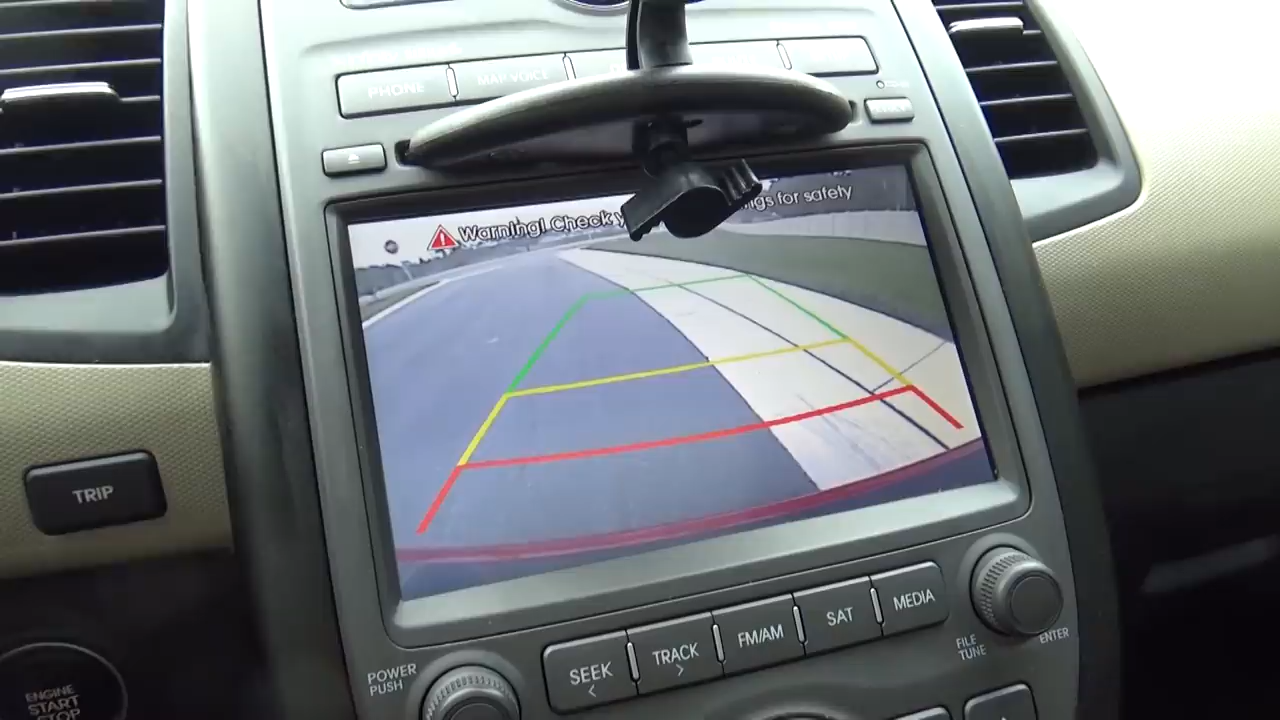 PHONE
MAP VOICE
Warning! Check y
ngs for safety
TRIP
ENGINE
START
STOP
POWER
PUSH
SEEK
<
TRACK
>
FM/AM
SAT
MEDIA
FILE
TUNE
ENTER